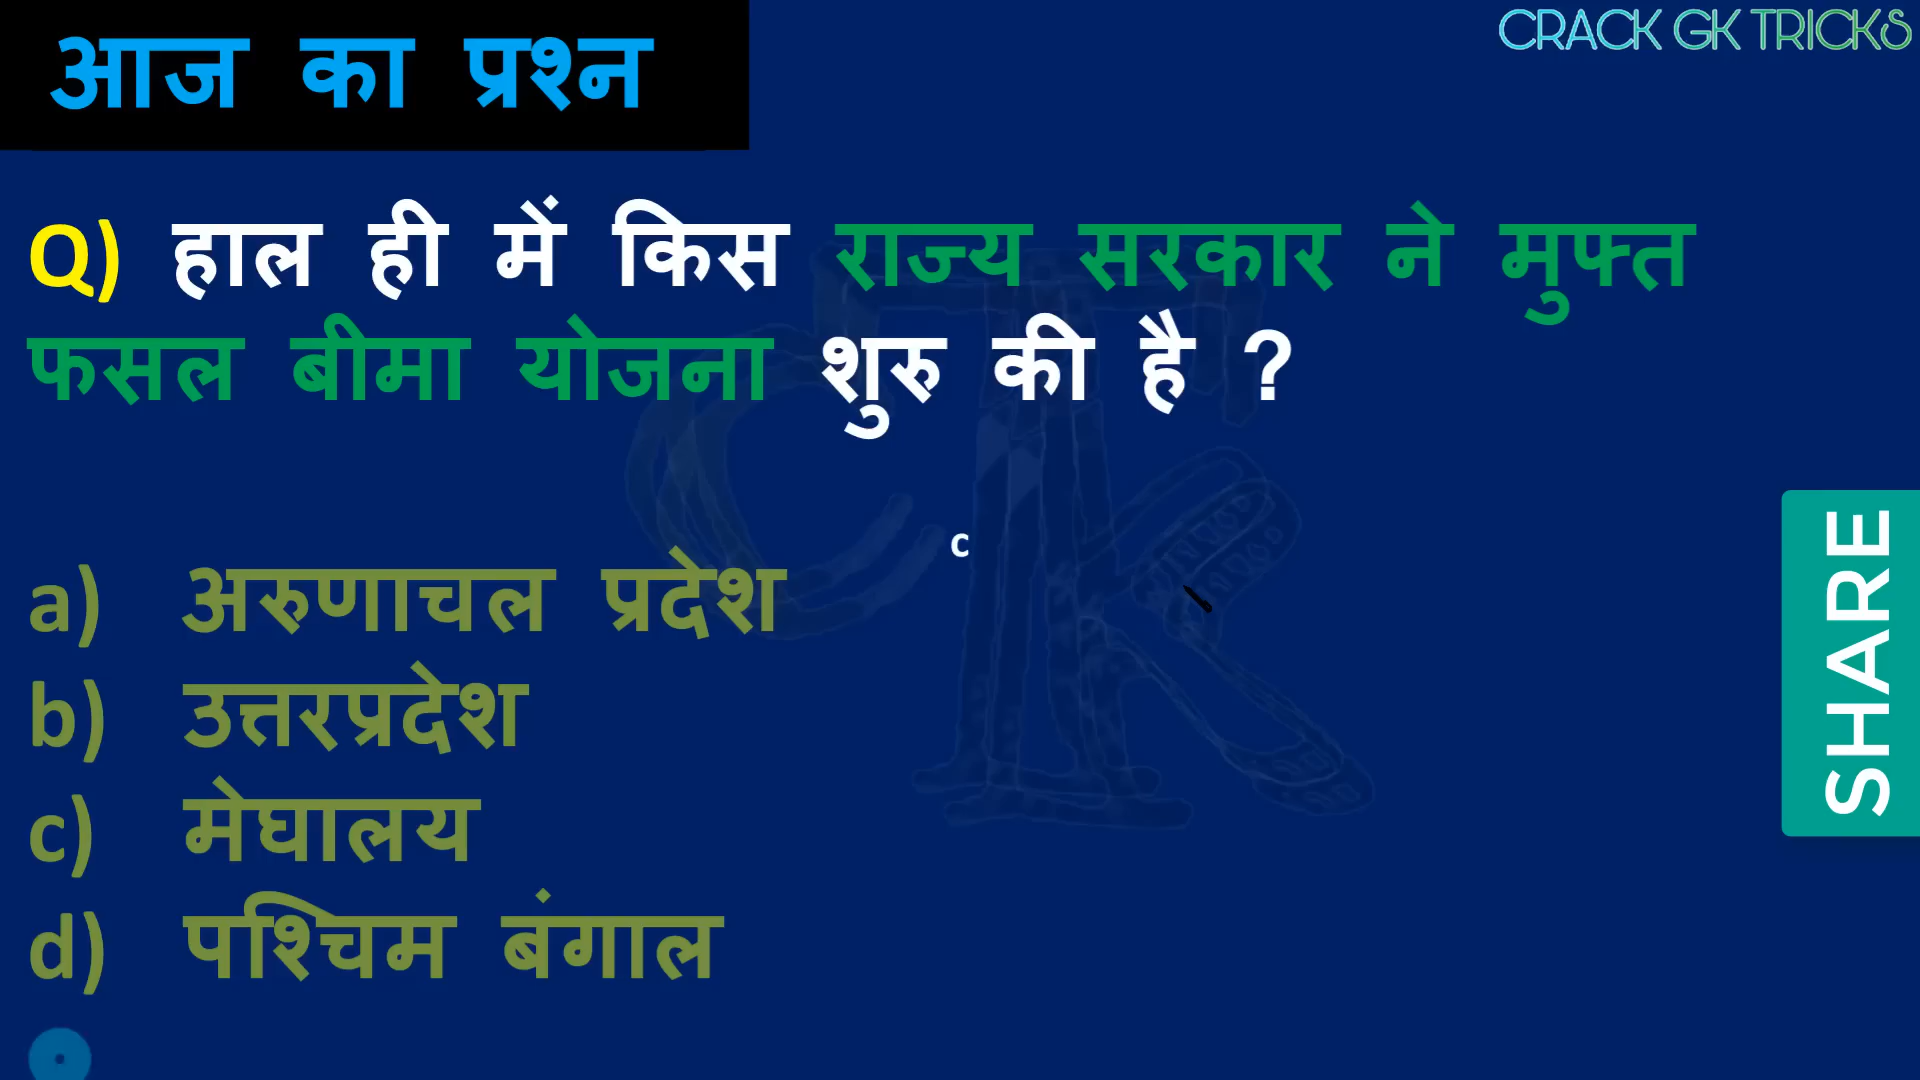 आज का प्रश्न
CRACK GK TRICKS
Q) हाल ही में किस राज्य सरकार ने मुफ्त
फसल बीमा योजना शुरु की है ?
c
a) अरुणाचल प्रदेश
b) उत्तरप्रदेश
c) मेघालय
d) पश्चिम बंगाल
SHARE